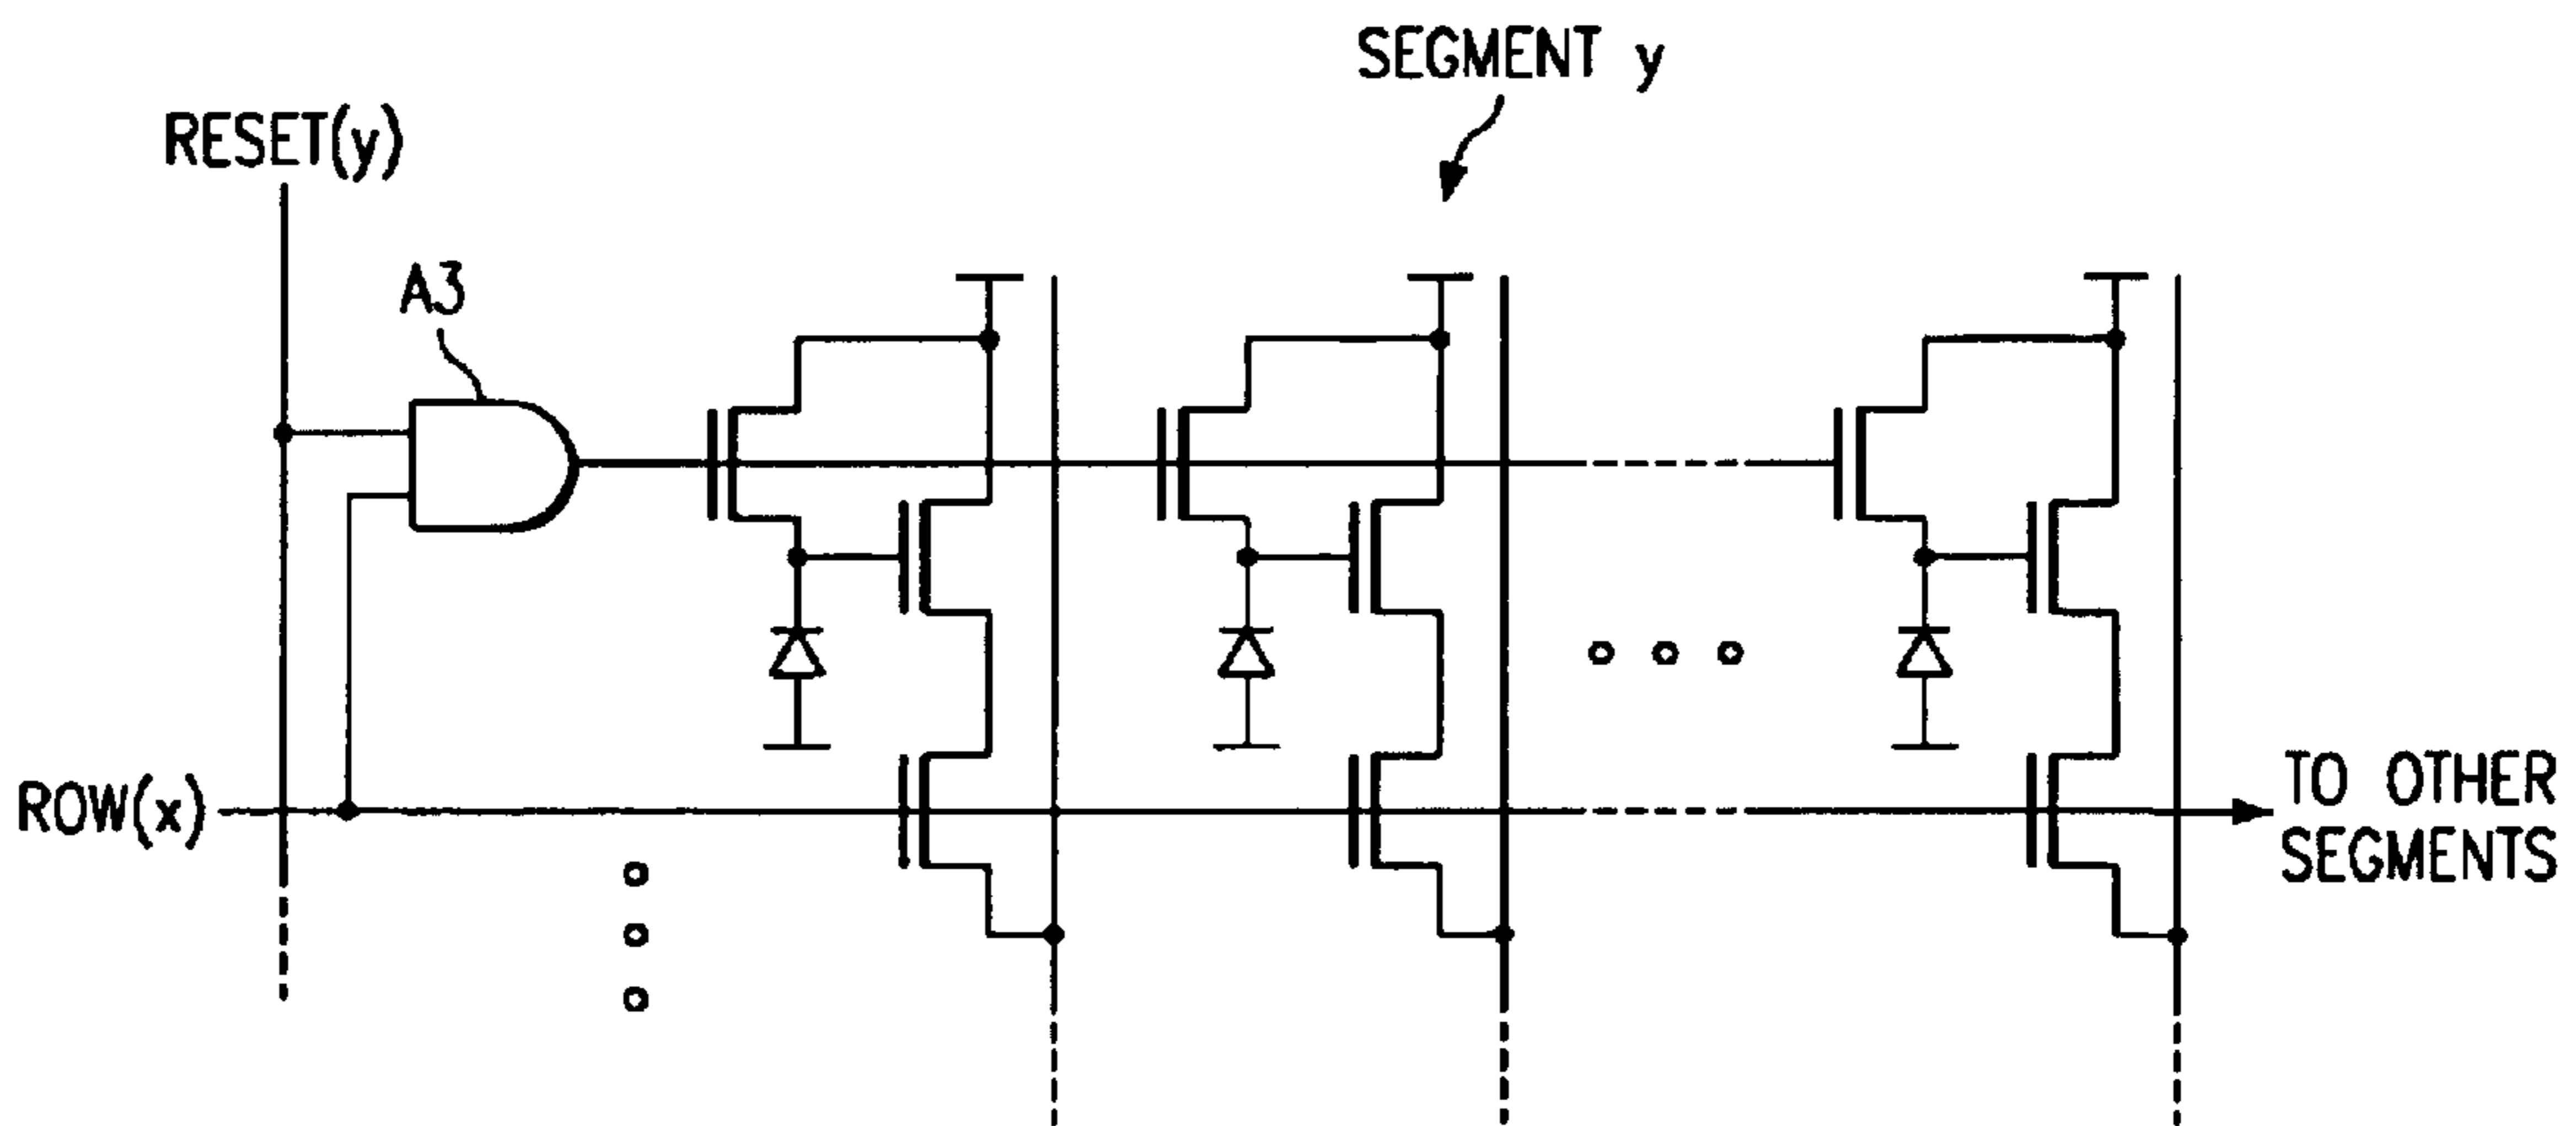 SEGMENT y
RESET(y)
A3
ROW(x)
TO OTHER
SEGMENTS